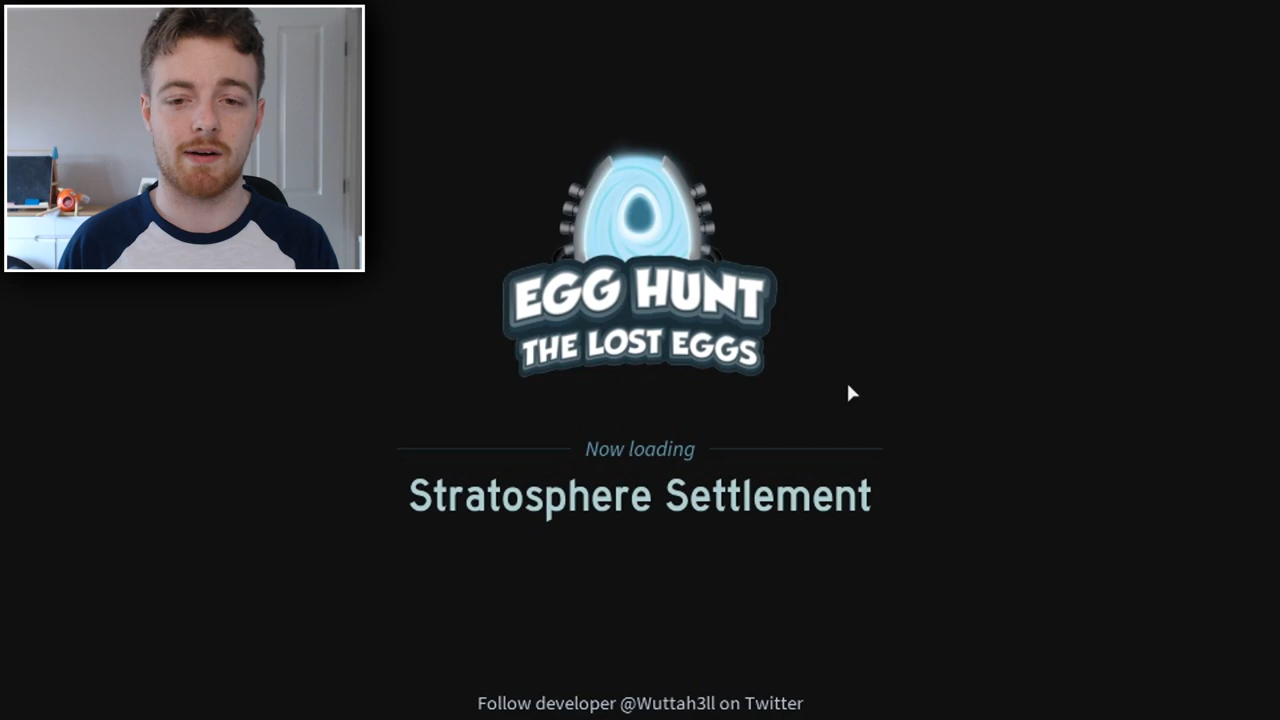 EGG HUNT
THE LOST EGGS
Now loading
Stratosphere Settlement
Follow developer @Wuttah3ll on Twitter